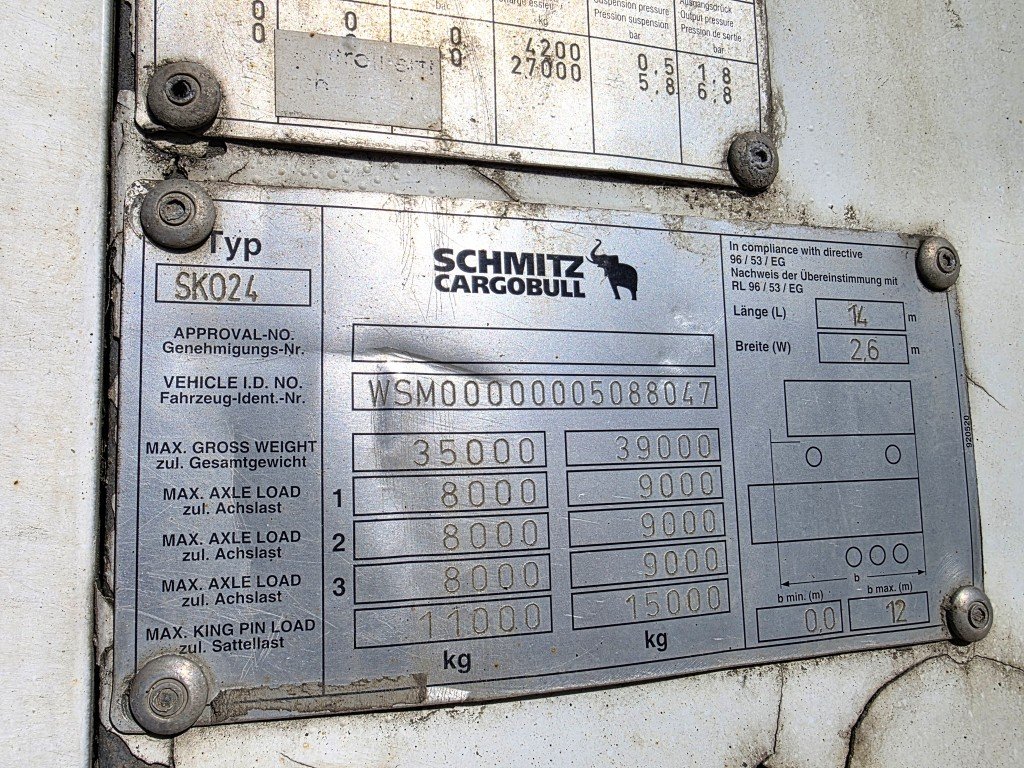 bar
kg
Suspension pressure
Pression suspension
bar
Ausgangsdrück
Output pressure
Pression de sortie
bar
0 0 0 4200 0,5 1,8
0 0 27000 5,8 6,8
Typ
SKO24
SCHMITZ
CARGOBULL
In compliance with directive
96 / 53 / EG
Nachweis der Übereinstimmung mit
RL 96 / 53 / EG
Länge (L) 14 m
Breite (W) 2,6 m
APPROVAL-NO.
Genehmigungs-Nr.
VEHICLE I.D. NO.
Fahrzeug-Ident.-Nr.
WSM00000005088047
MAX. GROSS WEIGHT
zul. Gesamtgewicht
35000 39000
MAX. AXLE LOAD
zul. Achslast
1 8000 9000
MAX. AXLE LOAD
zul. Achslast
2 8000 9000
MAX. AXLE LOAD
zul. Achslast
3 8000 9000
MAX. KING PIN LOAD
zul. Sattellast
11000 15000
kg kg
b
b min. (m) b max. (m)
0,0 12
920520